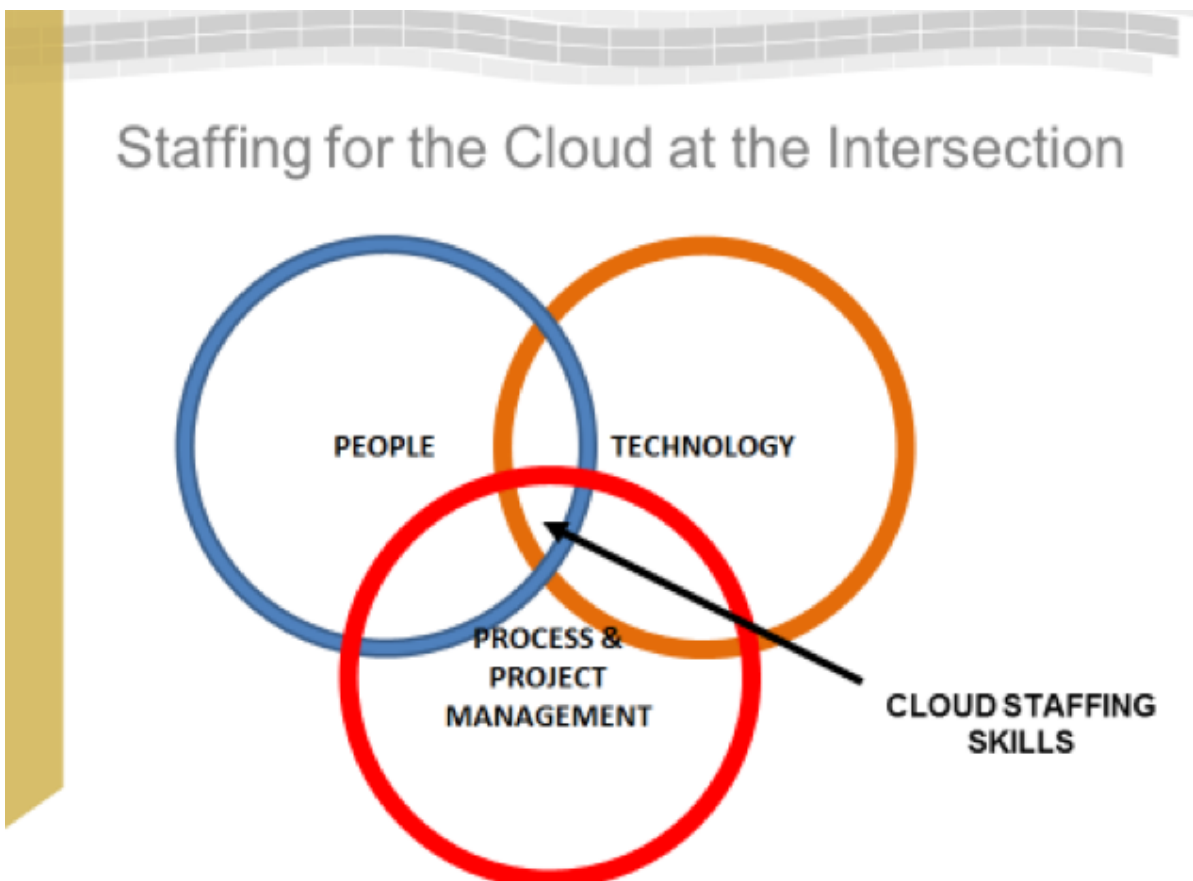 Staffing for the Cloud at the Intersection
PEOPLE
TECHNOLOGY
PROCESS &
PROJECT
MANAGEMENT
CLOUD STAFFING
SKILLS